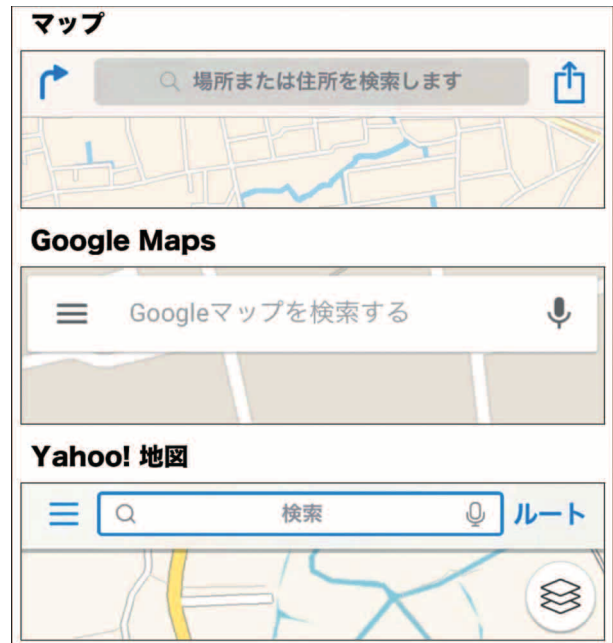 マップ
場所または住所を検索します
Google Maps
Googleマップを検索する
Yahoo! 地図
検索
ルート